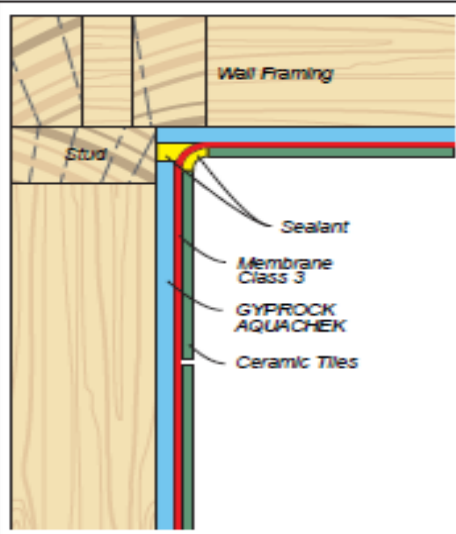 Wall Framing
Stud
Sealant
Membrane
Class 3
GYPROCK
AQUACHEK
Ceramic Tiles